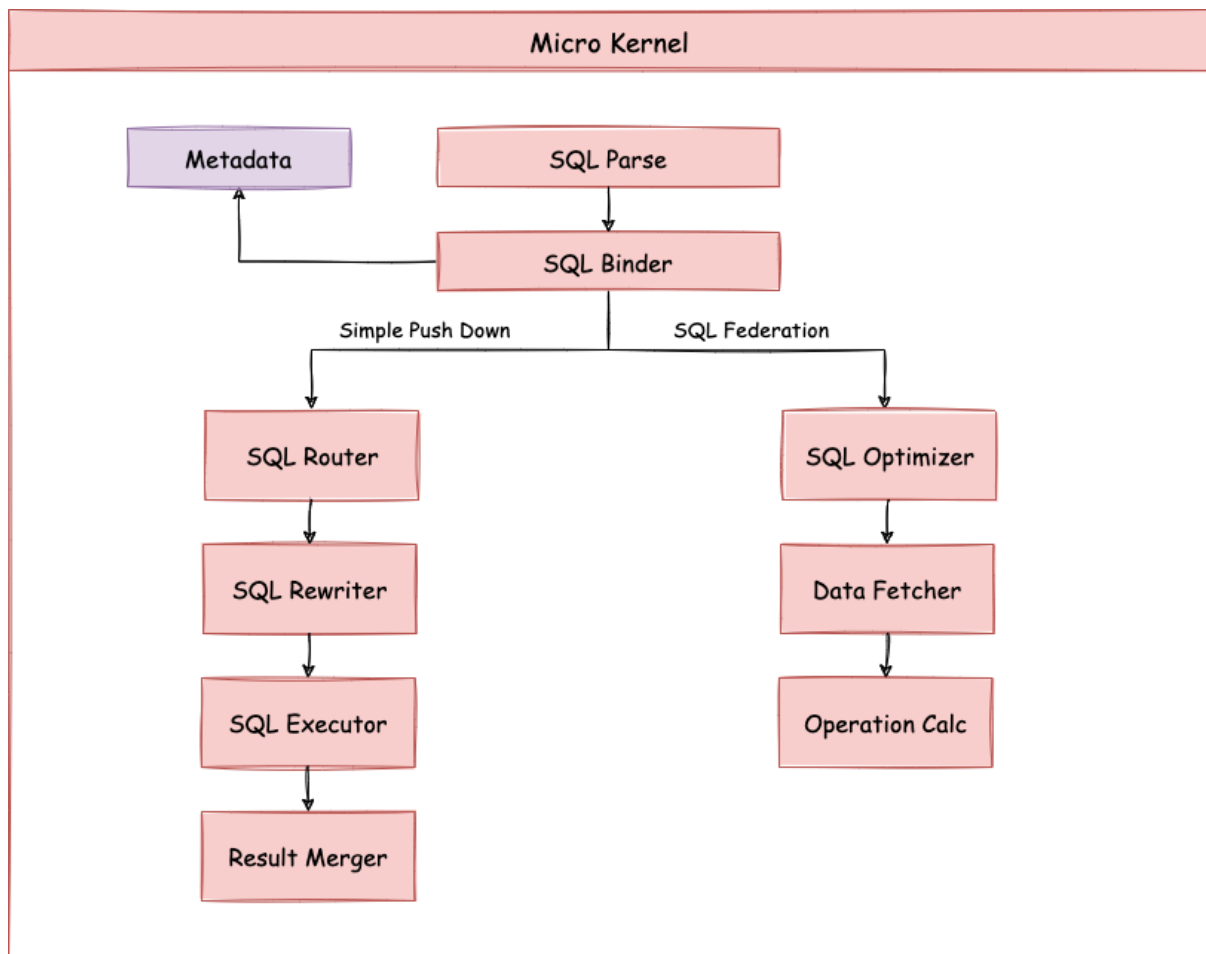 Micro Kernel
Metadata
SQL Parse
SQL Binder
Simple Push Down
SQL Federation
SQL Router
SQL Optimizer
SQL Rewriter
Data Fetcher
SQL Executor
Operation Calc
Result Merger